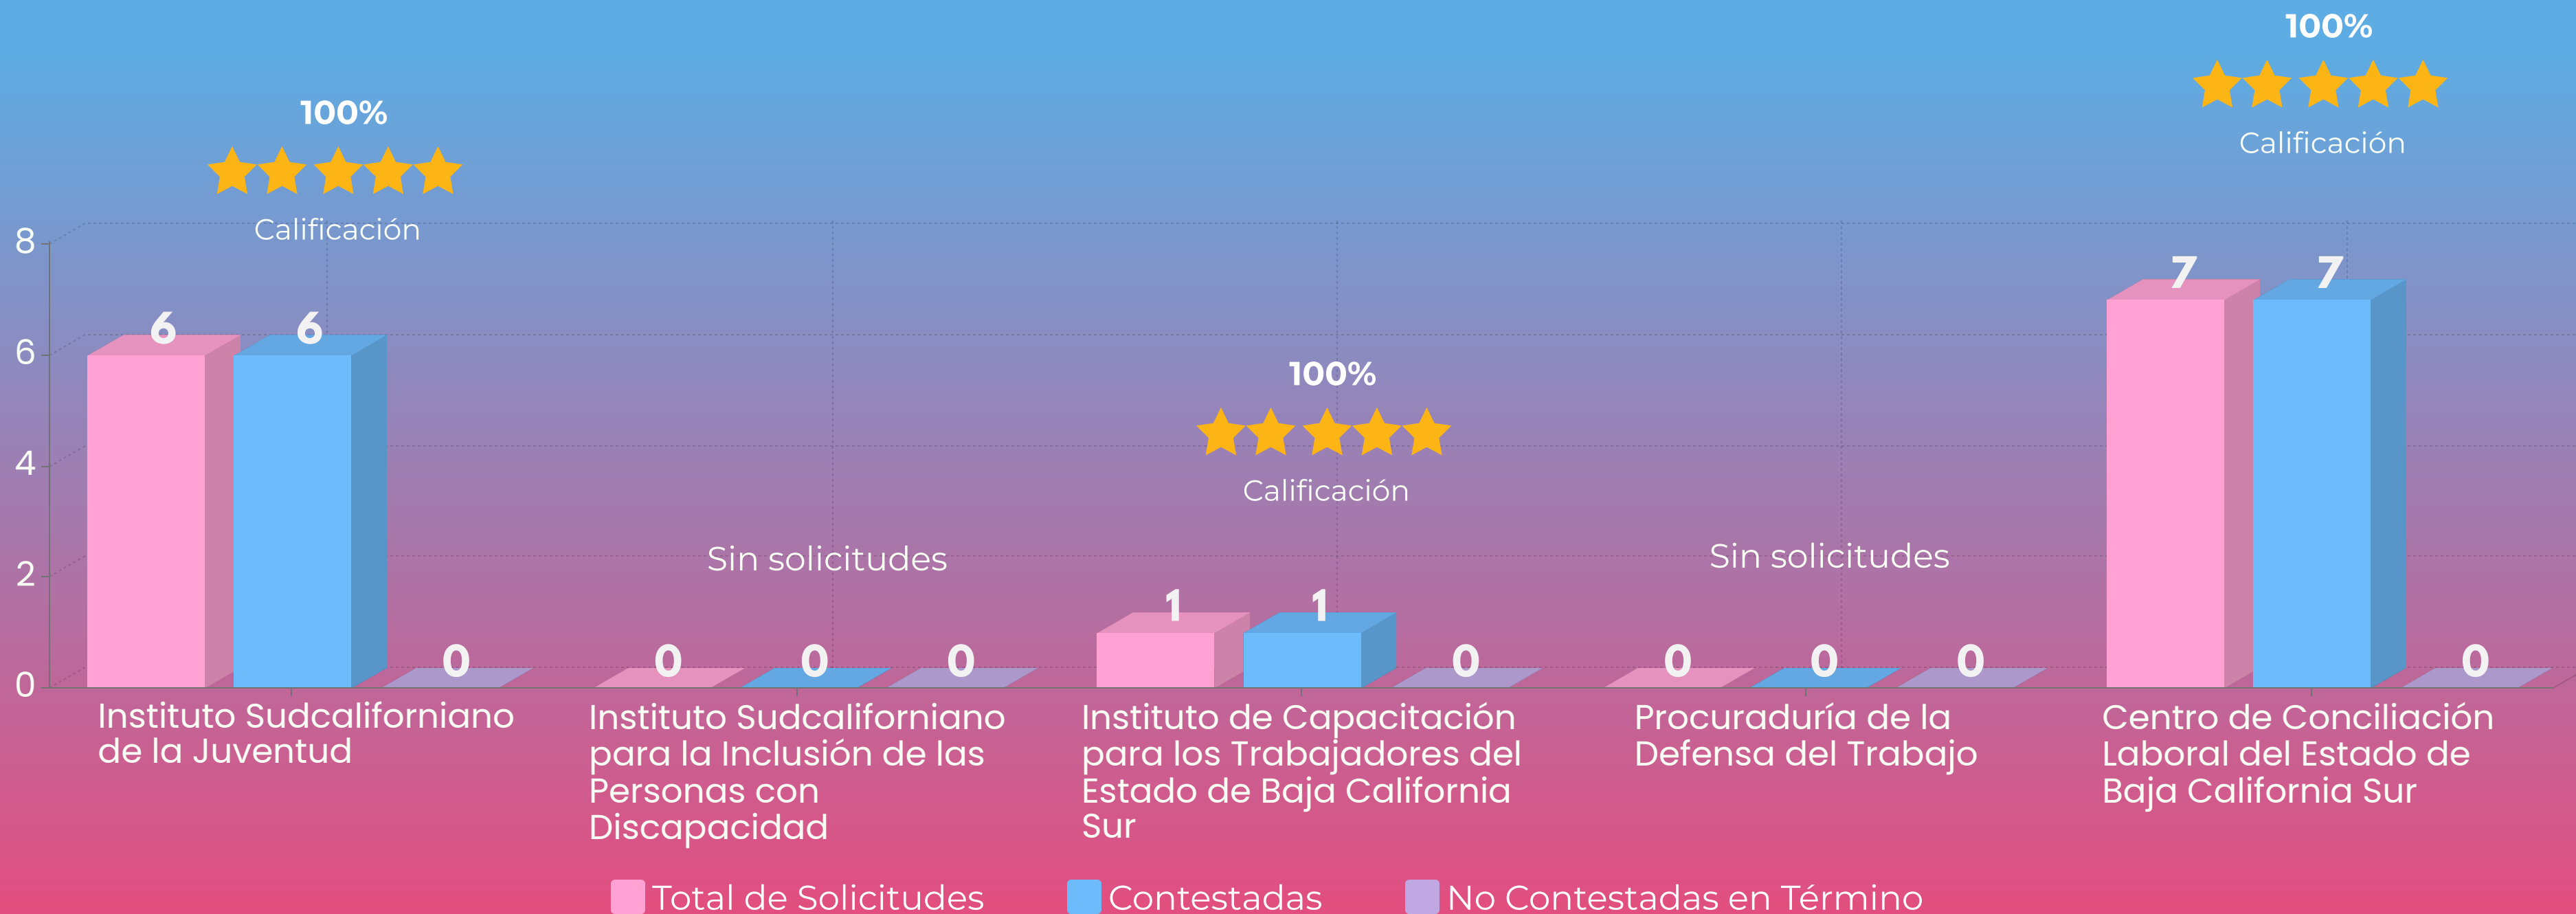 100%
Calificación
100%
Calificación
100%
Calificación
8
6
4
2
0
6
6
0
Sin solicitudes
0
0
0
1
1
0
Sin solicitudes
0
0
0
7
7
0
Instituto Sudcaliforniano
de la Juventud
Instituto Sudcaliforniano
para la Inclusión de las
Personas con
Discapacidad
Instituto de Capacitación
para los Trabajadores del
Estado de Baja California
Sur
Procuraduría de la
Defensa del Trabajo
Centro de Conciliación
Laboral del Estado de
Baja California Sur
Total de Solicitudes
Contestadas
No Contestadas en Término